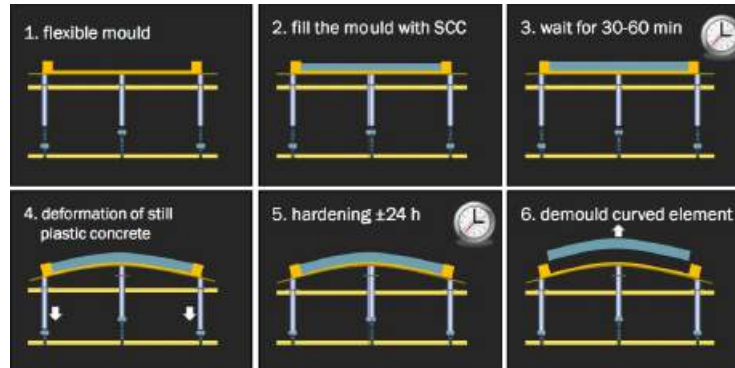 1. flexible mould
2. fill the mould with SCC
3. wait for 30-60 min
4. deformation of still
plastic concrete
5. hardening ±24 h
6. demould curved element